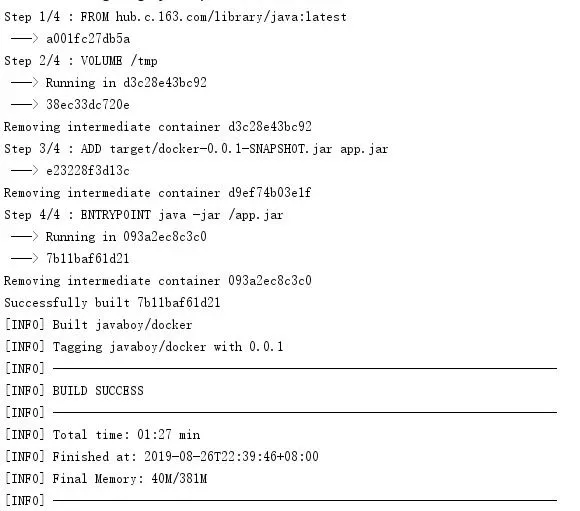 Step 1/4 : FROM hub.c.163.com/library/java:latest
---> a001fc27db5a
Step 2/4 : VOLUME /tmp
---> Running in d3c28e43bc92
---> 38ec33dc720e
Removing intermediate container d3c28e43bc92
Step 3/4 : ADD target/docker-0.0.1-SNAPSHOT.jar app.jar
---> e23228f3d13c
Removing intermediate container d9ef74b03e1f
Step 4/4 : ENTRYPOINT java -jar /app.jar
---> Running in 093a2ec8c3c0
---> 7b11baf61d21
Removing intermediate container 093a2ec8c3c0
Successfully built 7b11baf61d21
[INFO] Built javaboy/docker
[INFO] Tagging javaboy/docker with 0.0.1
[INFO] ------------------------------------------------------------------------
[INFO] BUILD SUCCESS
[INFO] ------------------------------------------------------------------------
[INFO] Total time: 01:27 min
[INFO] Finished at: 2019-08-26T22:39:46+08:00
[INFO] Final Memory: 40M/381M
[INFO] ------------------------------------------------------------------------